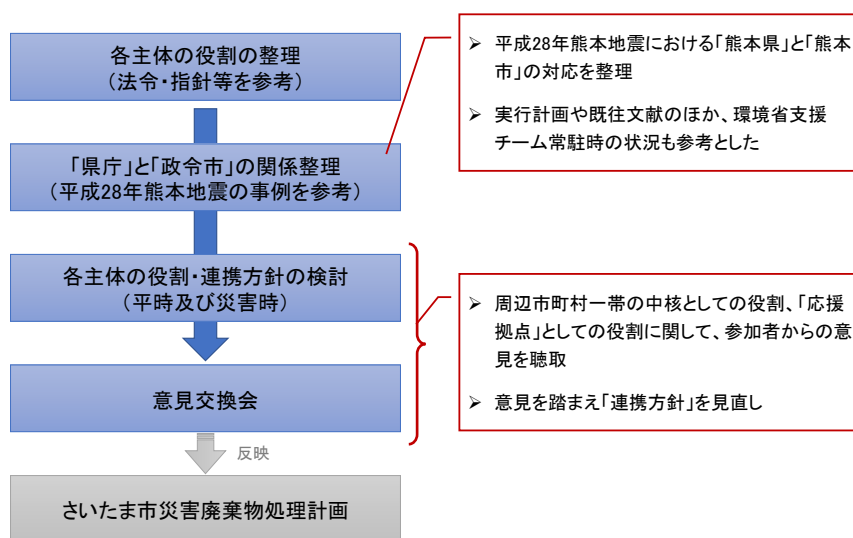 各主体の役割の整理
（法令・指針等を参考）
「県庁」と「政令市」の関係整理
（平成28年熊本地震の事例を参考）
各主体の役割・連携方針の検討
（平時及び災害時）
意見交換会
反映
さいたま市災害廃棄物処理計画
➢ 平成28年熊本地震における「熊本県」と「熊本
市」の対応を整理
➢ 実行計画や既往文献のほか、環境省支援
チーム常駐時の状況も参考とした
➢ 周辺市町村一帯の中核としての役割、「応援
拠点」としての役割に関して、参加者からの意
見を聴取
➢ 意見を踏まえ「連携方針」を見直し